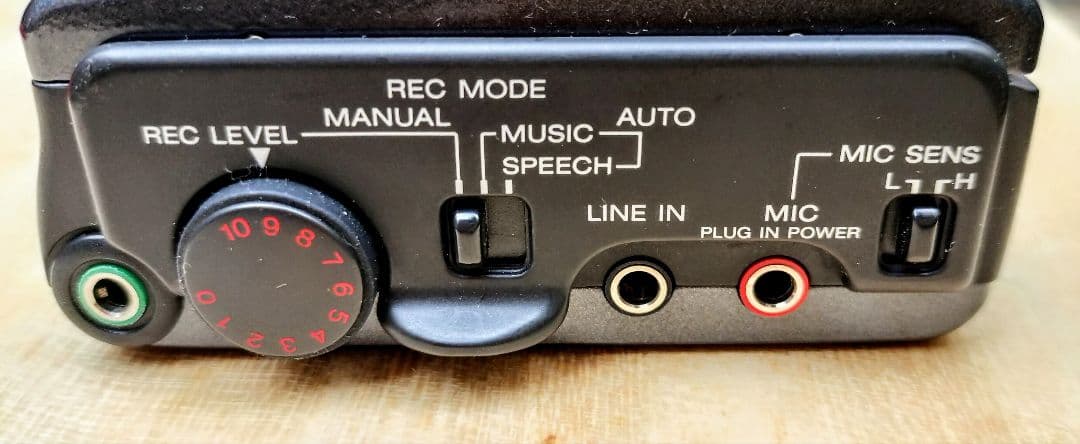 REC MODE
MANUAL
AUTO
REC LEVEL
MUSIC
SPEECH
MIC SENS
L H
LINE IN
MIC
PLUG IN POWER
10 9 8 7 6 5 4 3 2 1 0